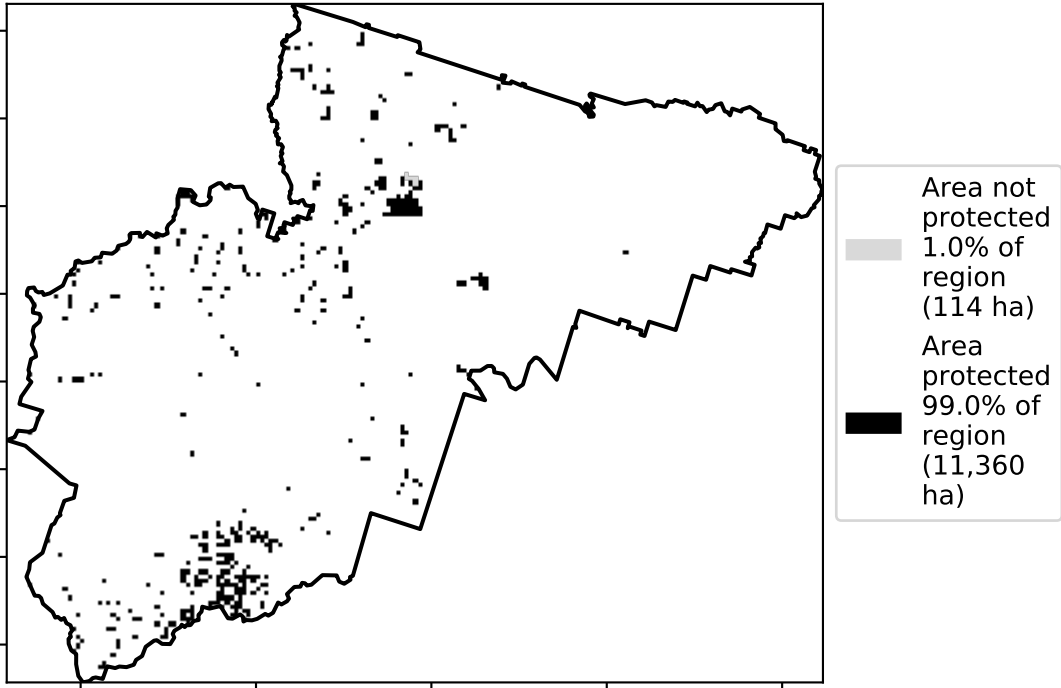 Area not
protected
1.0% of
region
(114 ha)
Area
protected
99.0% of
region
(11,360
ha)